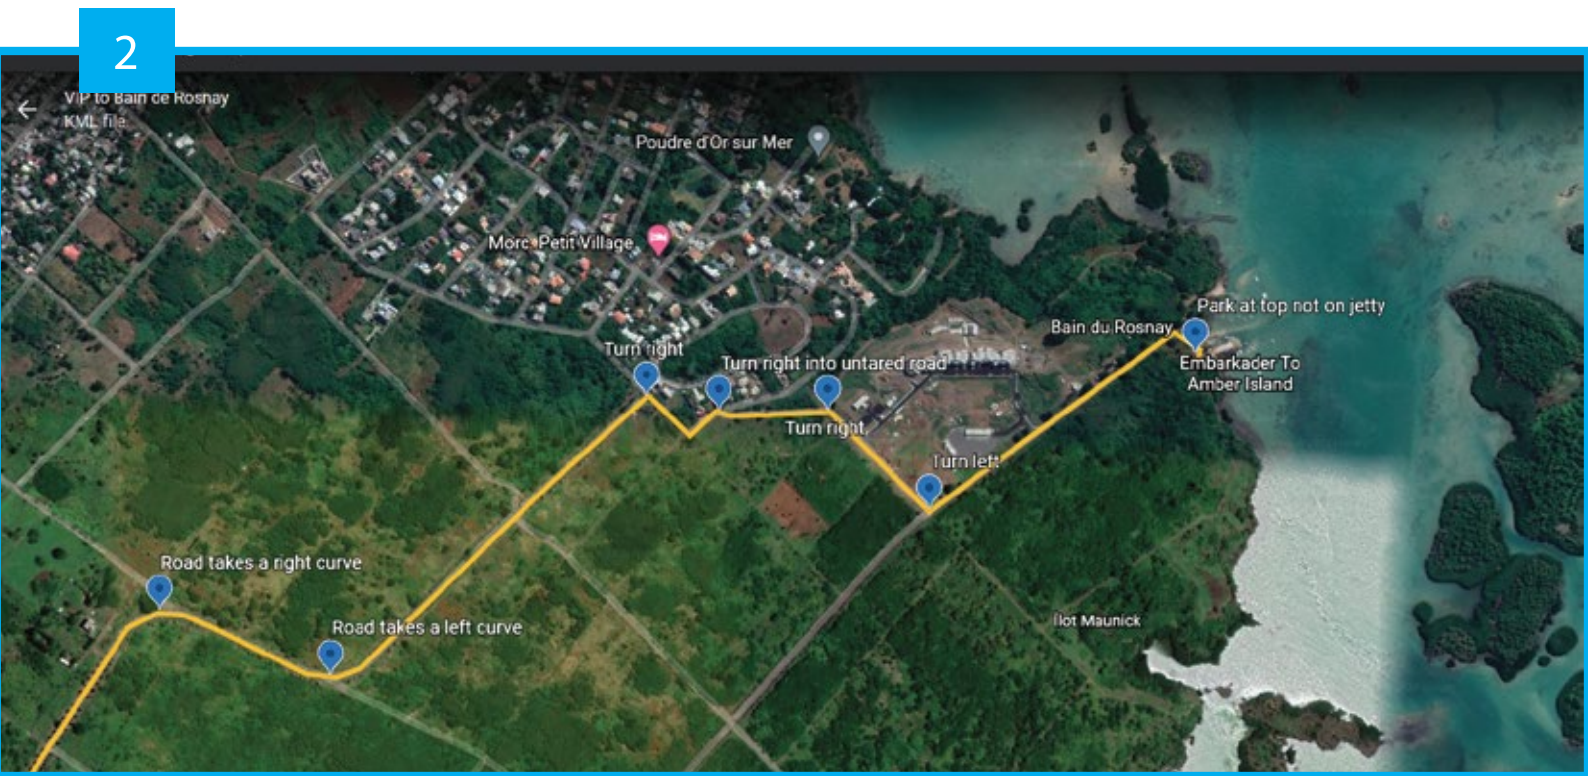 2
VIP to Bain de Rosnay
KML file
Poudre d'Or sur Mer
Morc. Petit Village
Park at top not on jetty
Bain du Rosnay
Turn right
Turn right into untared road
Embarkader To
Amber Island
Turn right
Turn left
Road takes a right curve
Road takes a left curve
Îlot Maunick